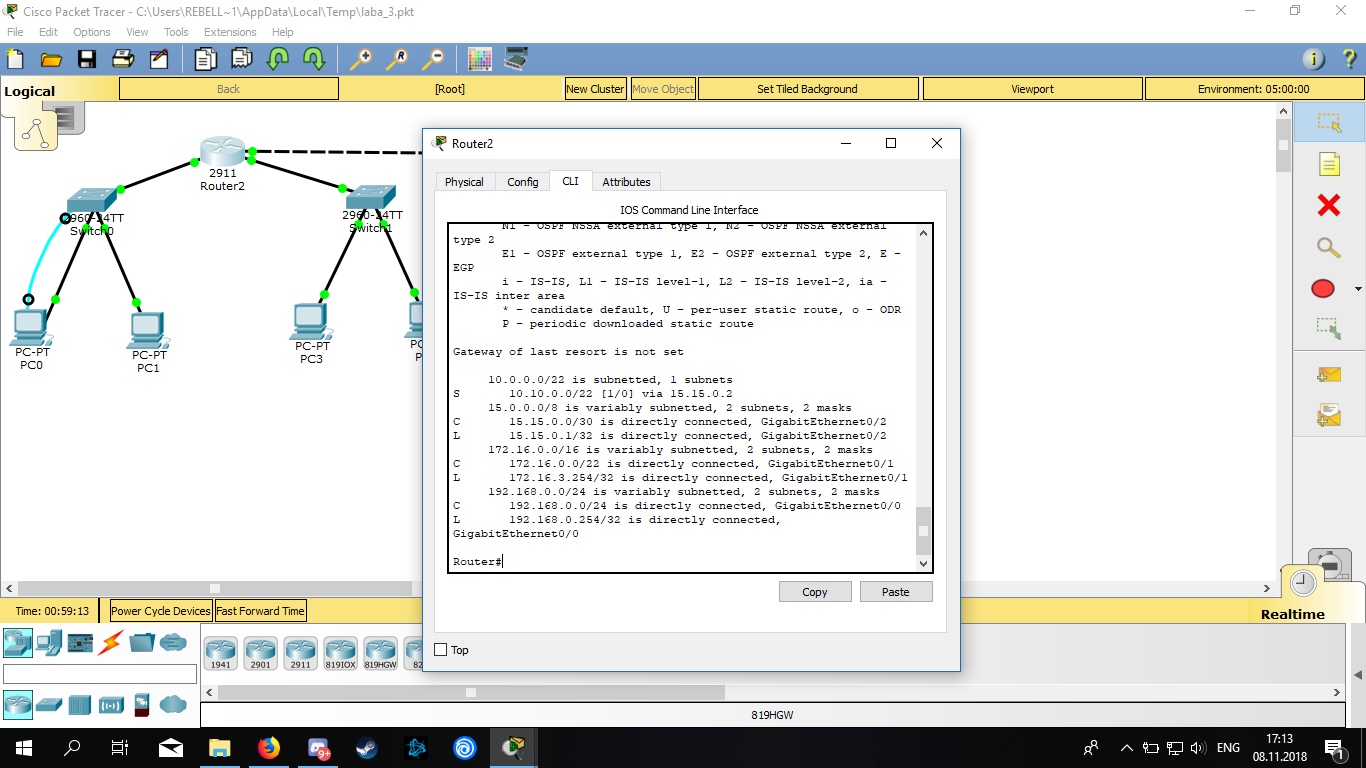 Cisco Packet Tracer - C:\Users\REBELL~1\AppData\Local\Temp\laba_3.pkt
File Edit Options View Tools Extensions Help
Logical
Back
[Root]
New Cluster
Move Object
Set Tiled Background
Viewport
Environment: 05:00:00
2911
Router2
2960-24TT
Switch0
2960-24TT
Switch1
PC-PT
PC0
PC-PT
PC1
PC-PT
PC3
Router2
Physical Config CLI Attributes
IOS Command Line Interface
N1 - OSPF NSSA external type 1, N2 - OSPF NSSA external
type 2
E1 - OSPF external type 1, E2 - OSPF external type 2, E -
EGP
i - IS-IS, L1 - IS-IS level-1, L2 - IS-IS level-2, ia -
IS-IS inter area
* - candidate default, U - per-user static route, o - ODR
P - periodic downloaded static route
Gateway of last resort is not set
10.0.0.0/22 is subnetted, 1 subnets
S 10.10.0.0/22 [1/0] via 15.15.0.2
15.0.0.0/8 is variably subnetted, 2 subnets, 2 masks
C 15.15.0.0/30 is directly connected, GigabitEthernet0/2
L 15.15.0.1/32 is directly connected, GigabitEthernet0/2
172.16.0.0/16 is variably subnetted, 2 subnets, 2 masks
C 172.16.0.0/22 is directly connected, GigabitEthernet0/1
L 172.16.3.254/32 is directly connected, GigabitEthernet0/1
192.168.0.0/24 is variably subnetted, 2 subnets, 2 masks
C 192.168.0.0/24 is directly connected, GigabitEthernet0/0
L 192.168.0.254/32 is directly connected,
GigabitEthernet0/0
Router#
Copy
Paste
Top
Time: 00:59:13
Power Cycle Devices
Fast Forward Time
Realtime
1941
2901
2911
819IOX
819HGW
82
819HGW
9+
ENG
17:13
08.11.2018
1